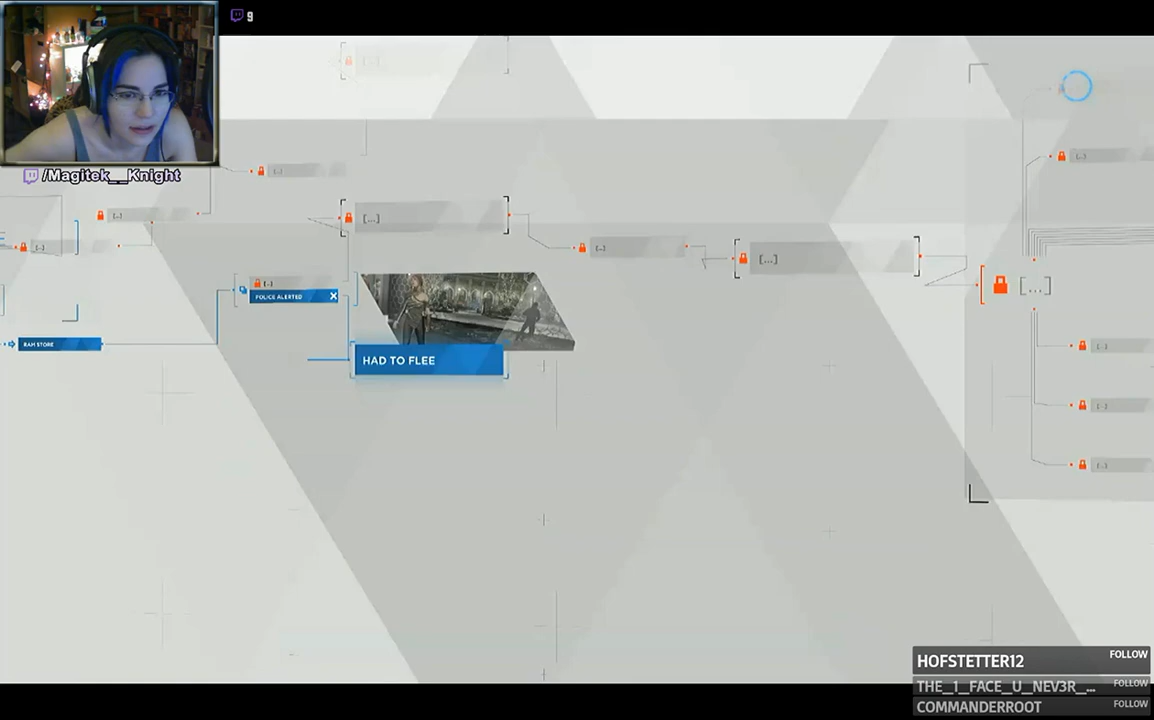 9
/Magitek__Knight
[...]
[...]
[...]
[...]
[...]
[...]
[...]
[...]
[...]
[...]
[...]
POLICE ALERTED
RAM STORE
HAD TO FLEE
[...]
[...]
[...]
HOFSTETTER12 FOLLOW
THE_1_FACE_U_NEV3R_... FOLLOW
COMMANDERROOT FOLLOW